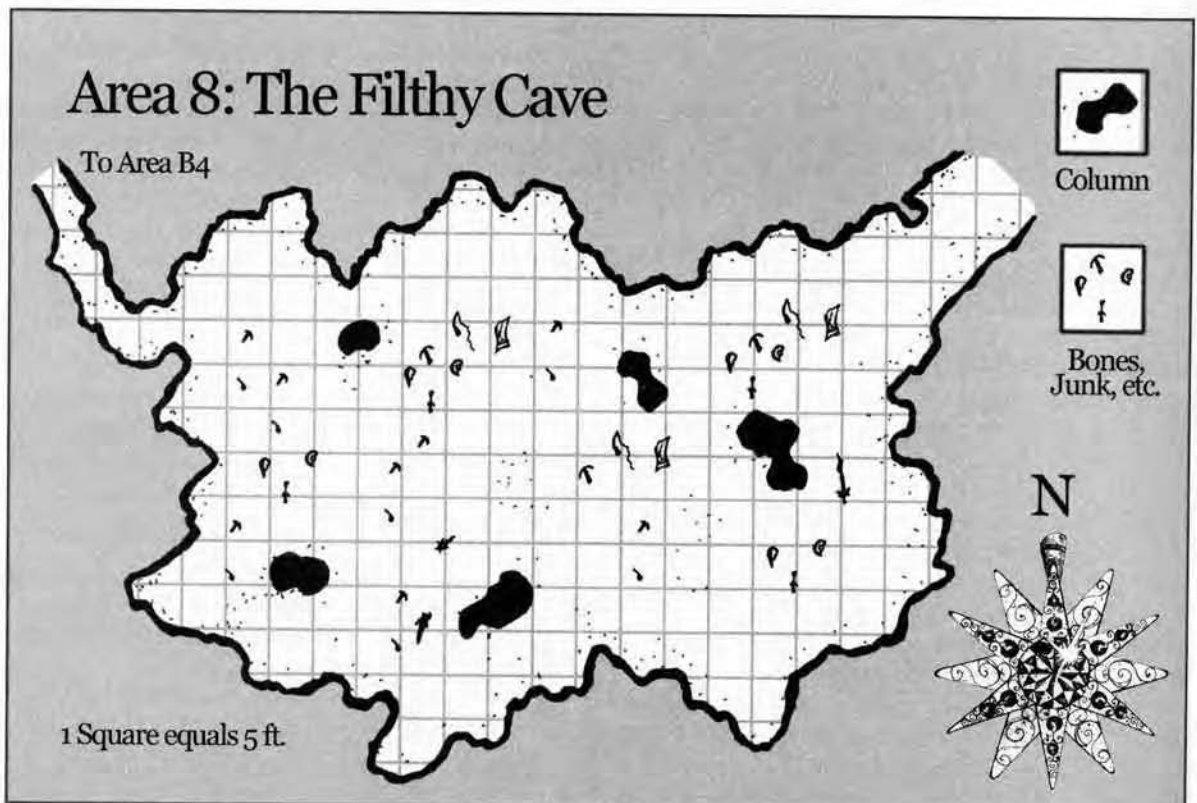 Area 8: The Filthy Cave
To Area B4
Column
Bones,
Junk, etc.
N
1 Square equals 5 ft.